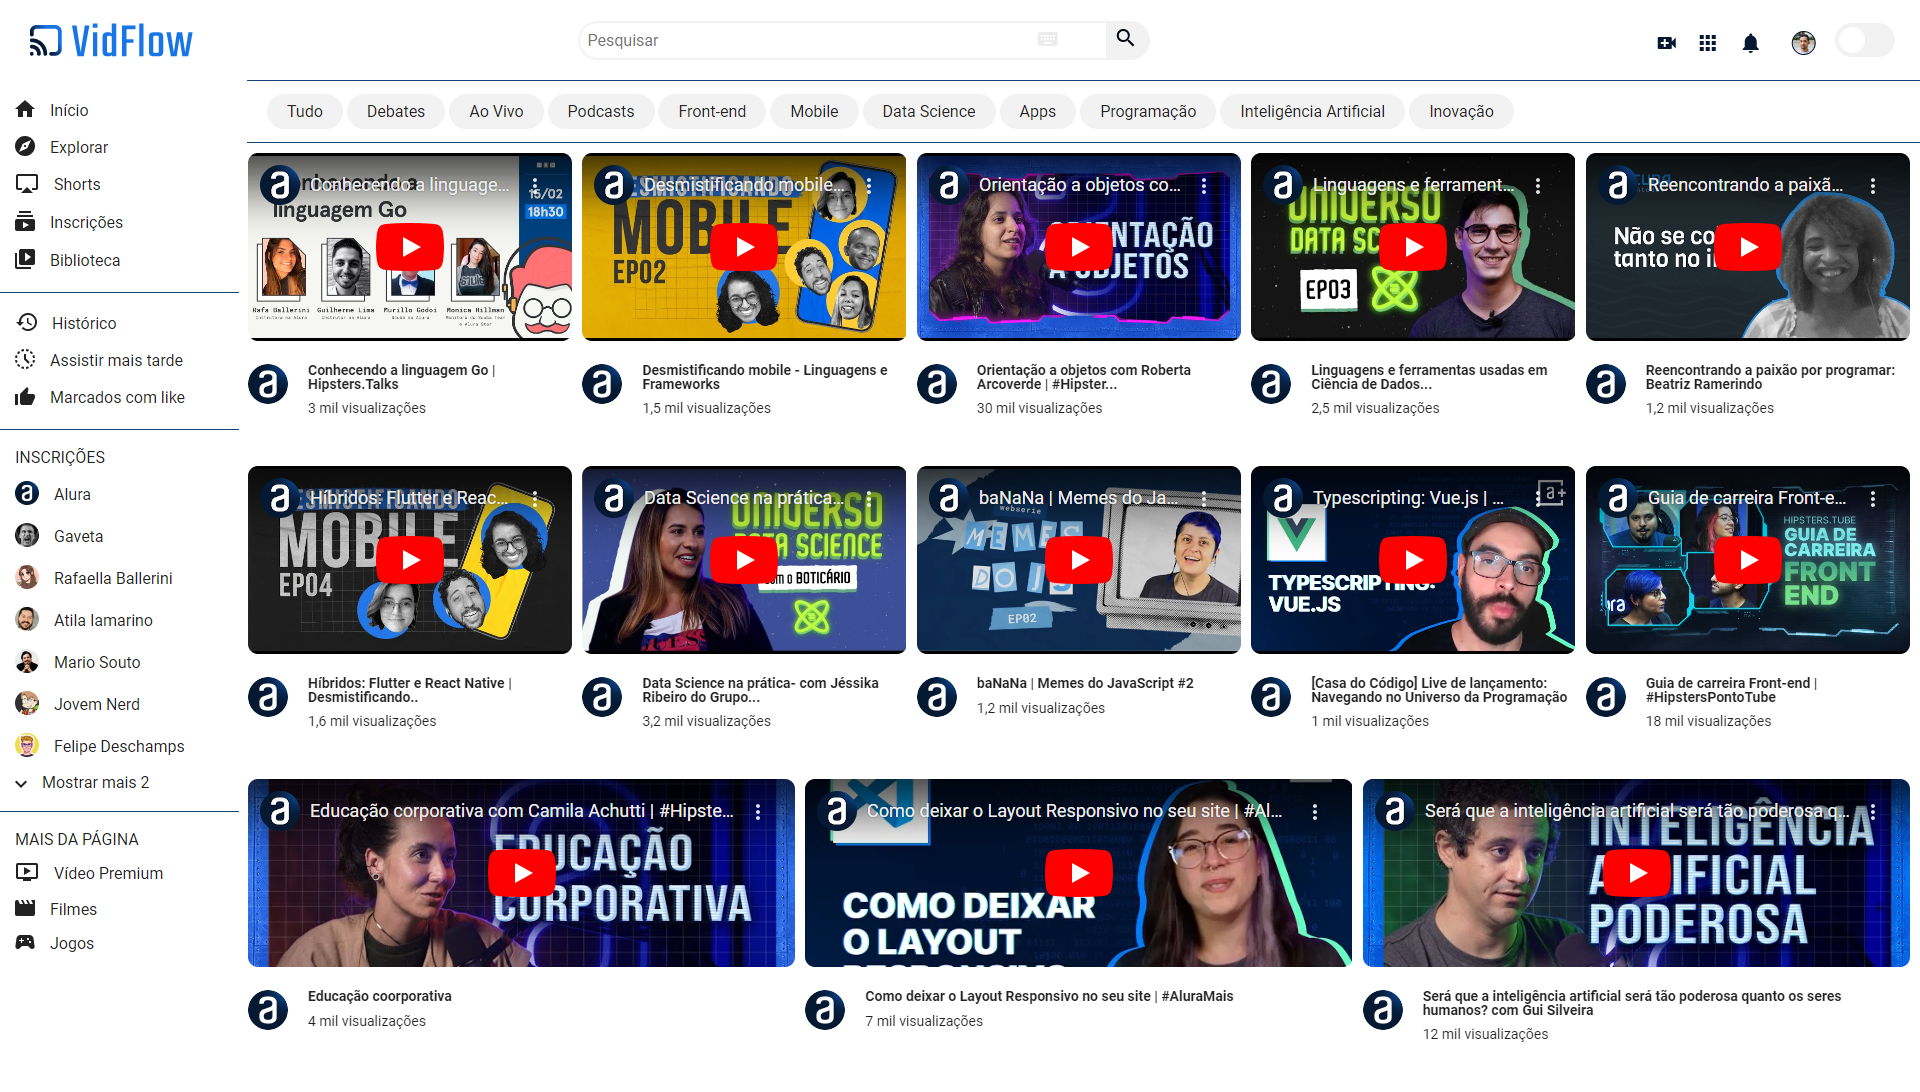 VidFlow
Pesquisar
Início
Explorar
Shorts
Inscrições
Biblioteca
Histórico
Assistir mais tarde
Marcados com like
INSCRIÇÕES
Alura
Gaveta
Rafaella Ballerini
Atila Iamarino
Mario Souto
Jovem Nerd
Felipe Deschamps
Mostrar mais 2
MAIS DA PÁGINA
Vídeo Premium
Filmes
Jogos
Tudo Debates Ao Vivo Podcasts Front-end Mobile Data Science Apps Programação Inteligência Artificial Inovação
Conhecendo a linguage...
linguagem Go
15/02
18h30
Rafa Ballerini Guilherme Lima Murillo Godoi Monica Hillman
Conhecendo a linguagem Go |
Hipsters.Talks
3 mil visualizações
Desmistificando mobile...
DESMISTIFICANDO
MOBILE
EP02
Desmistificando mobile - Linguagens e
Frameworks
1,5 mil visualizações
Orientação a objetos co...
ORIENTAÇÃO
A OBJETOS
Orientação a objetos com Roberta
Arcoverde | #Hipster...
30 mil visualizações
Linguagens e ferrament...
UNIVERSO
DATA SC
EP03
Linguagens e ferramentas usadas em
Ciência de Dados...
2,5 mil visualizações
Reencontrando a paixã...
Não se co
tanto no i
Reencontrando a paixão por programar:
Beatriz Ramerindo
1,2 mil visualizações
Híbridos: Flutter e Reac...
DESMISTIFICANDO
MOBILE
EP04
Híbridos: Flutter e React Native |
Desmistificando..
1,6 mil visualizações
Data Science na prática...
UNIVERSO
DATA SCIENCE
com o BOTICÁRIO
Data Science na prática- com Jéssika
Ribeiro do Grupo...
3,2 mil visualizações
baNaNa | Memes do Ja...
webserie
MEMES
DO JS
EP02
baNaNa | Memes do JavaScript #2
1,2 mil visualizações
Typescripting: Vue.js | ...
a+
TYPESCRIPTING:
VUE.JS
[Casa do Código] Live de lançamento:
Navegando no Universo da Programação
1 mil visualizações
Guia de carreira Front-e...
HIPSTERS.TUBE
GUIA DE
CARREIRA
FRONT
END
Guia de carreira Front-end |
#HipstersPontoTube
18 mil visualizações
Educação corporativa com Camila Achutti | #Hipste...
EDUCAÇÃO
CORPORATIVA
Educação coorporativa
4 mil visualizações
Como deixar o Layout Responsivo no seu site | #Al...
COMO DEIXAR
O LAYOUT
RESPONSIVO
Como deixar o Layout Responsivo no seu site | #AluraMais
7 mil visualizações
Será que a inteligência artificial será tão poderosa q...
INTELIGÊNCIA
ARTIFICIAL
PODEROSA
Será que a inteligência artificial será tão poderosa quanto os seres
humanos? com Gui Silveira
12 mil visualizações